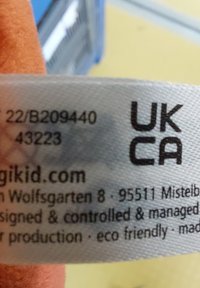 22/B209440
43223
UK
CA
gikid.com
Wolfsgarten 8 · 95511 Mistelb
signed & controlled & managed
production · eco friendly · mad